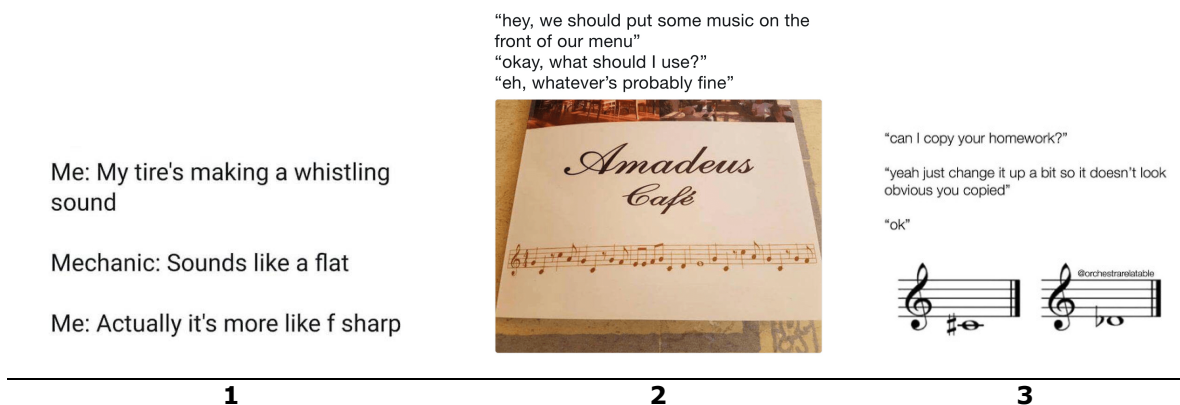 Me: My tire's making a whistling
sound
Mechanic: Sounds like a flat
Me: Actually it's more like f sharp
“hey, we should put some music on the
front of our menu”
“okay, what should I use?”
“eh, whatever’s probably fine”
Amadeus
Café
“can I copy your homework?”
“yeah just change it up a bit so it doesn’t look
obvious you copied”
“ok”
@orchestrarelatable
1
2
3